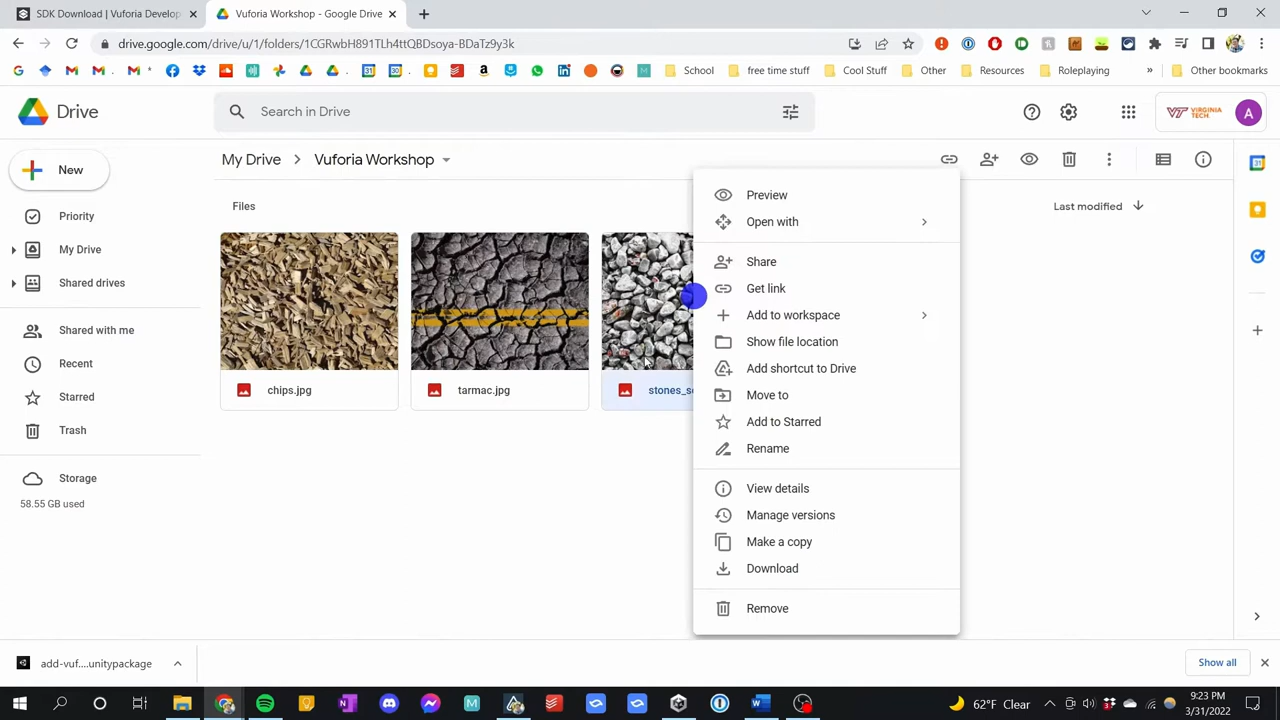 SDK Download | Vuforia Develop
Vuforia Workshop - Google Drive
drive.google.com/drive/u/1/folders/1CGRwbH891TLh4ttQBDsoya-BDaTz9y3k
School
free time stuff
Cool Stuff
Other
Resources
Roleplaying
Other bookmarks
Drive
Search in Drive
VIRGINIA TECH
A
New
My Drive
Vuforia Workshop
Priority
My Drive
Shared drives
Shared with me
Recent
Starred
Trash
Storage
58.55 GB used
Files
Last modified
chips.jpg
tarmac.jpg
stones_s
Preview
Open with
Share
Get link
Add to workspace
Show file location
Add shortcut to Drive
Move to
Add to Starred
Rename
View details
Manage versions
Make a copy
Download
Remove
add-vuf....unitypackage
Show all
62°F Clear
9:23 PM
3/31/2022